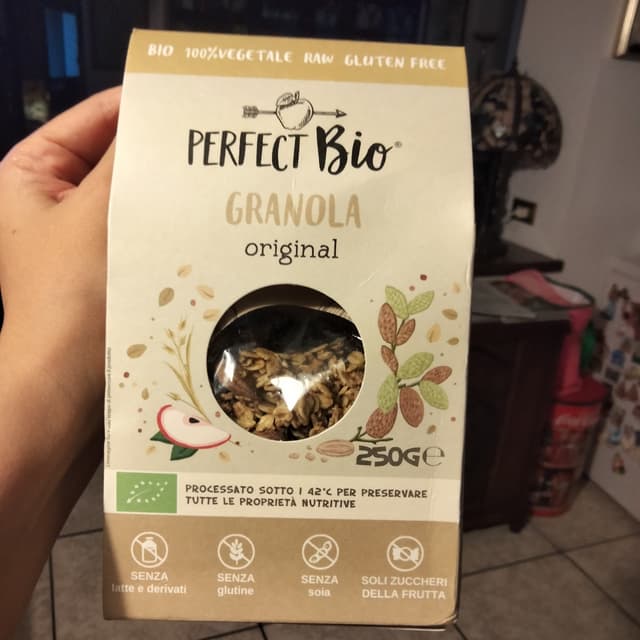 BIO 100% VEGETALE RAW GLUTEN FREE
PERFECT Bio®
GRANOLA
original
250G e
PROCESSATO SOTTO I 42°C PER PRESERVARE
TUTTE LE PROPRIETÀ NUTRITIVE
SENZA
latte e derivati
SENZA
glutine
SENZA
soia
SOLI ZUCCHERI
DELLA FRUTTA